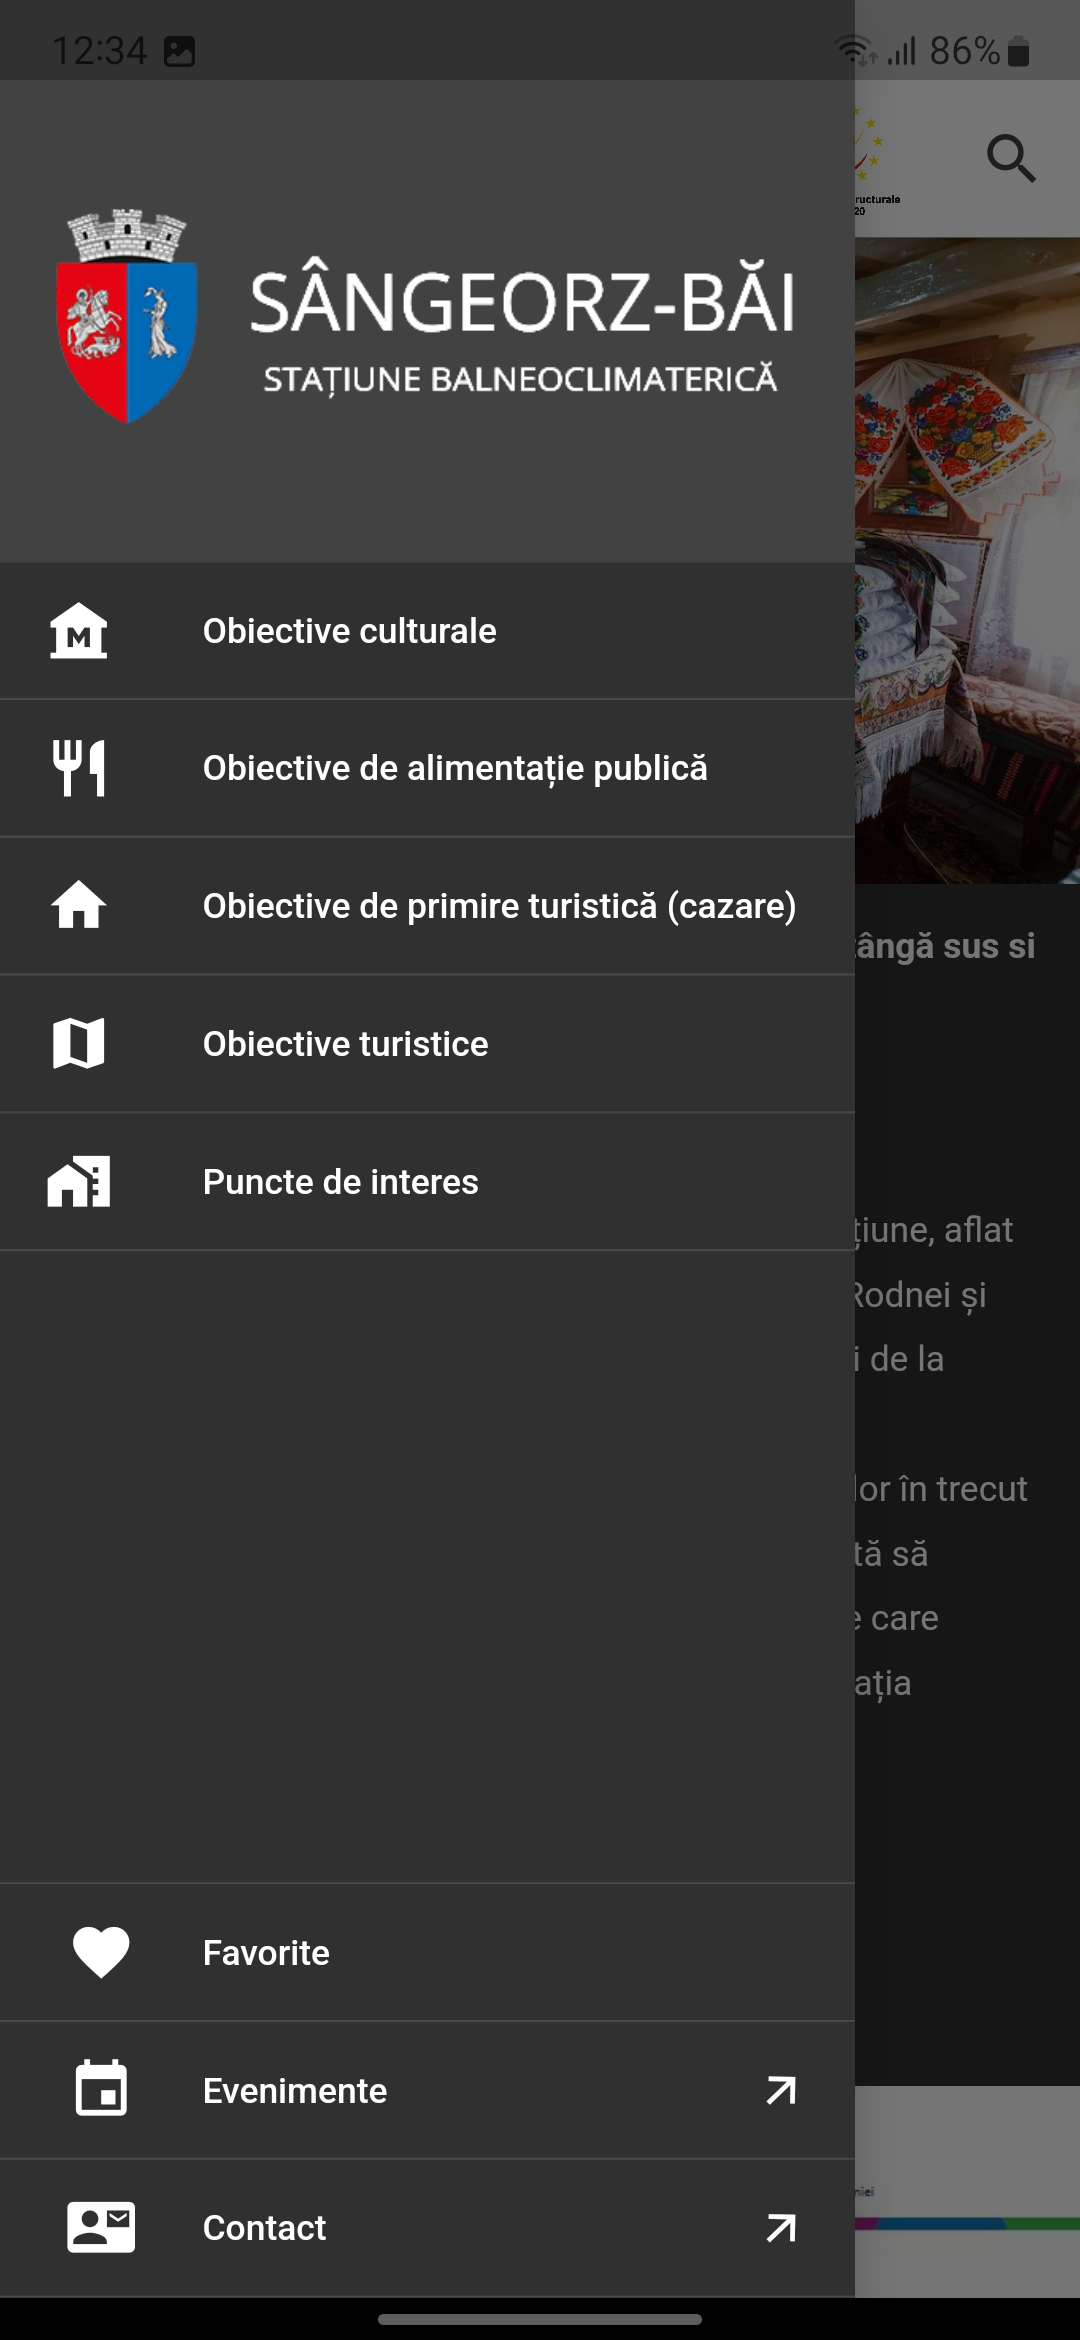 12:34
86%
ructurale
20
SÂNGEORZ-BĂI
STAȚIUNE BALNEOCLIMATERICĂ
Obiective culturale
Obiective de alimentație publică
Obiective de primire turistică (cazare)
ângă sus si
Obiective turistice
Puncte de interes
țiune, aflat
Rodnei și
i de la
lor în trecut
tă să
e care
ația
Favorite
Evenimente
niei
Contact